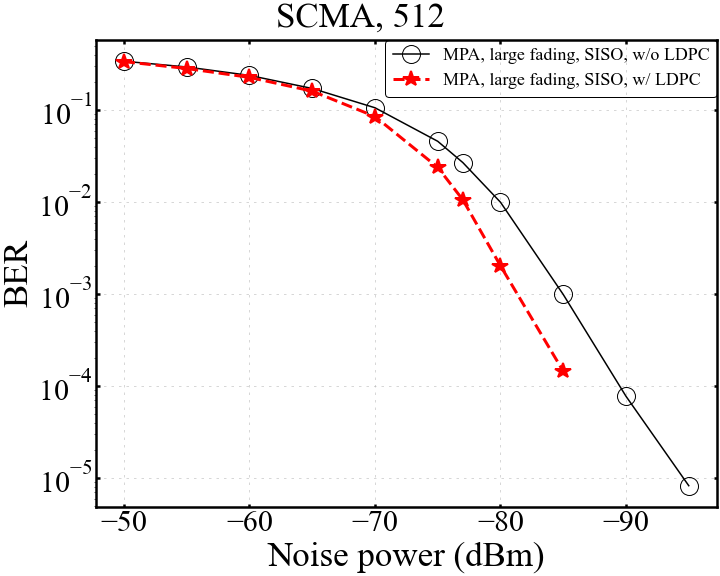 SCMA, 512
MPA, large fading, SISO, w/o LDPC
MPA, large fading, SISO, w/ LDPC
BER
10⁻¹
10⁻²
10⁻³
10⁻⁴
10⁻⁵
−50 −60 −70 −80 −90
Noise power (dBm)